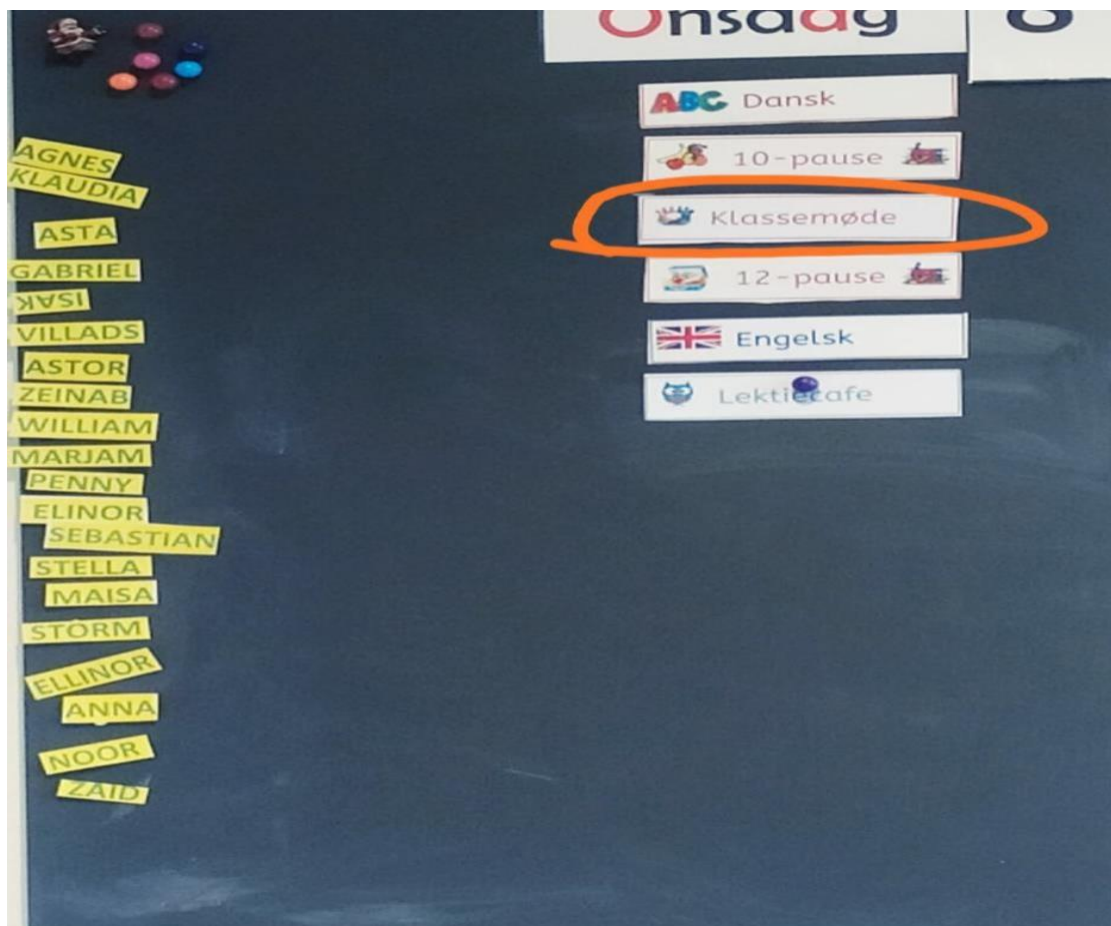 Onsdag 8
ABC Dansk
10-pause
Klassemøde
12-pause
Engelsk
Lektiecafe
AGNES
KLAUDIA
ASTA
GABRIEL
ISAK
VILLADS
ASTOR
ZEINAB
WILLIAM
MARJAM
PENNY
ELINOR
SEBASTIAN
STELLA
MAISA
STORM
ELLINOR
ANNA
NOOR
ZAID